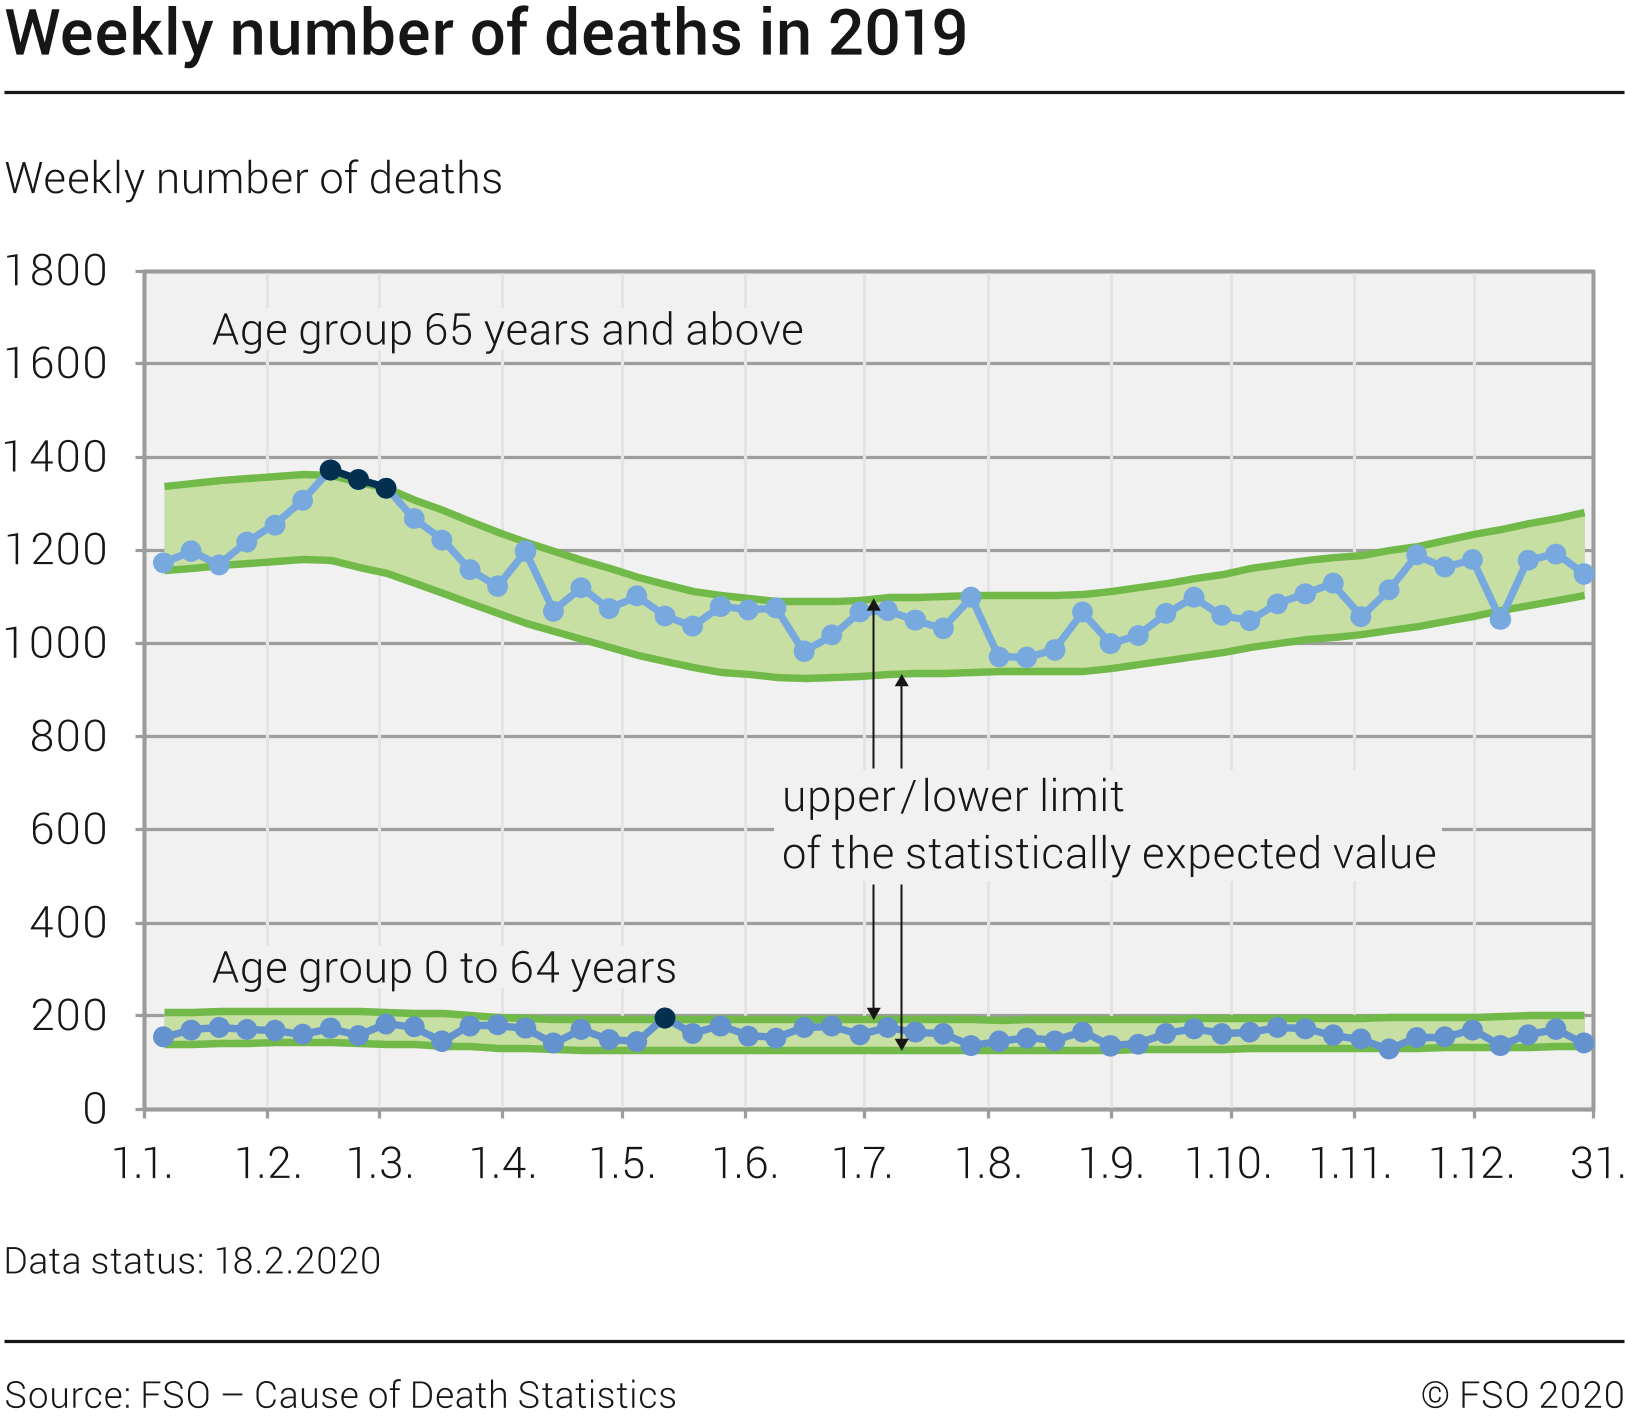 Weekly number of deaths in 2019
Weekly number of deaths
1800
Age group 65 years and above
1600
1400
1200
1000
800
upper/lower limit
600
of the statistically expected value
400
Age group 0 to 64 years
200
0
1.1. 1.2. 1.3. 1.4. 1.5. 1.6. 1.7. 1.8. 1.9. 1.10. 1.11. 1.12. 31.
Data status: 18.2.2020
Source: FSO – Cause of Death Statistics © FSO 2020